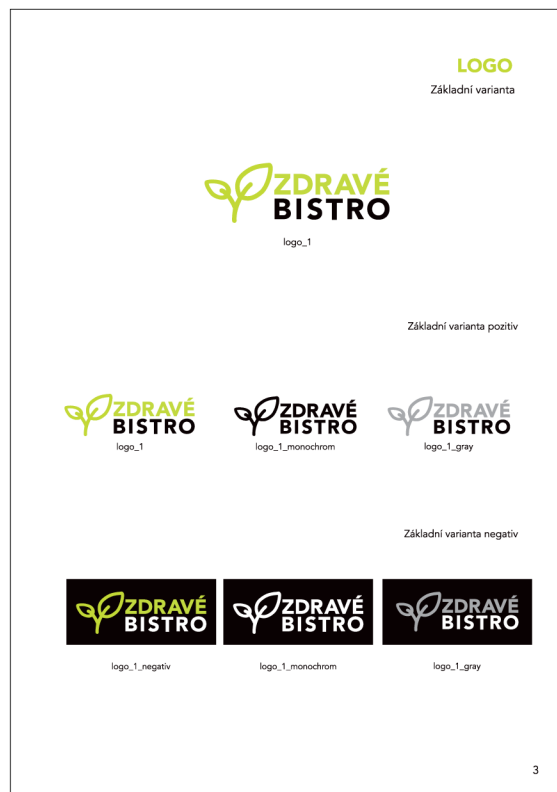 LOGO
Základní varianta
ZDRAVÉ
BISTRO
logo_1
Základní varianta pozitiv
ZDRAVÉ
BISTRO
logo_1
ZDRAVÉ
BISTRO
logo_1_monochrom
ZDRAVÉ
BISTRO
logo_1_gray
Základní varianta negativ
ZDRAVÉ
BISTRO
logo_1_negativ
ZDRAVÉ
BISTRO
logo_1_monochrom
ZDRAVÉ
BISTRO
logo_1_gray
3